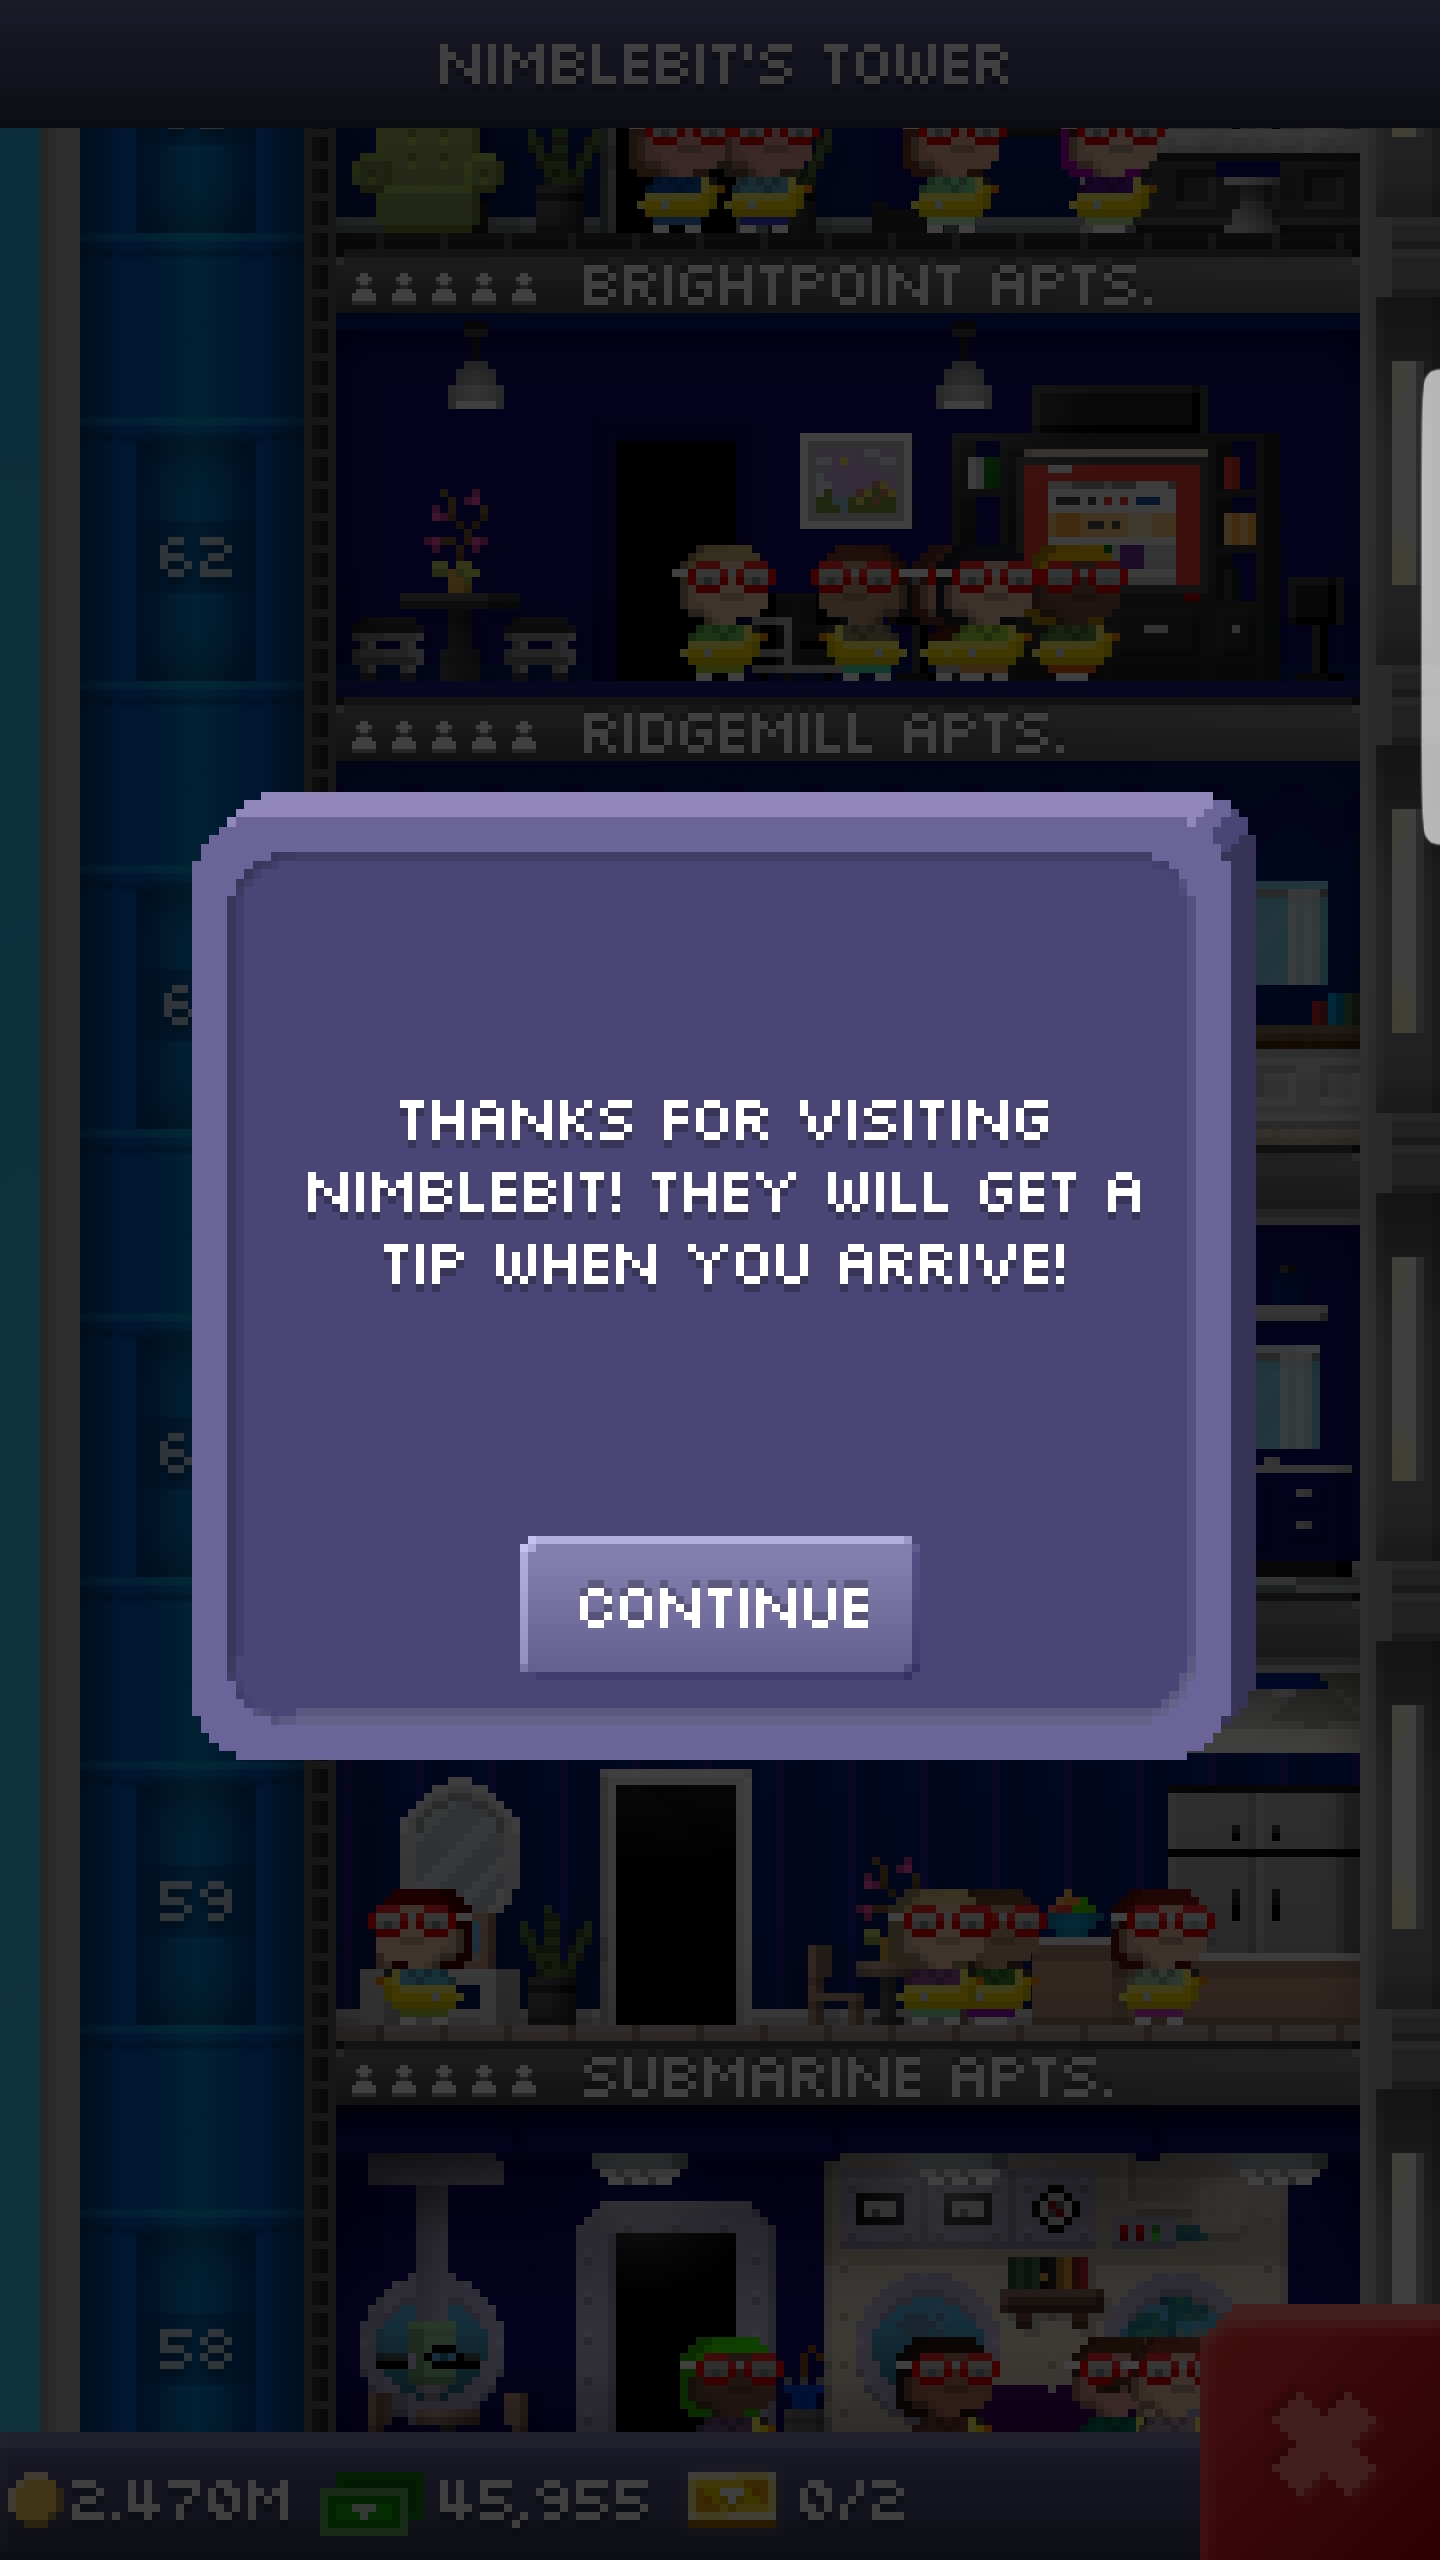 NIMBLEBIT'S TOWER
BRIGHTPOINT APTS.
62
RIDGEMILL APTS.
THANKS FOR VISITING
NIMBLEBIT! THEY WILL GET A
TIP WHEN YOU ARRIVE!
CONTINUE
59
SUBMARINE APTS.
58
2.470M 45,955 0/2